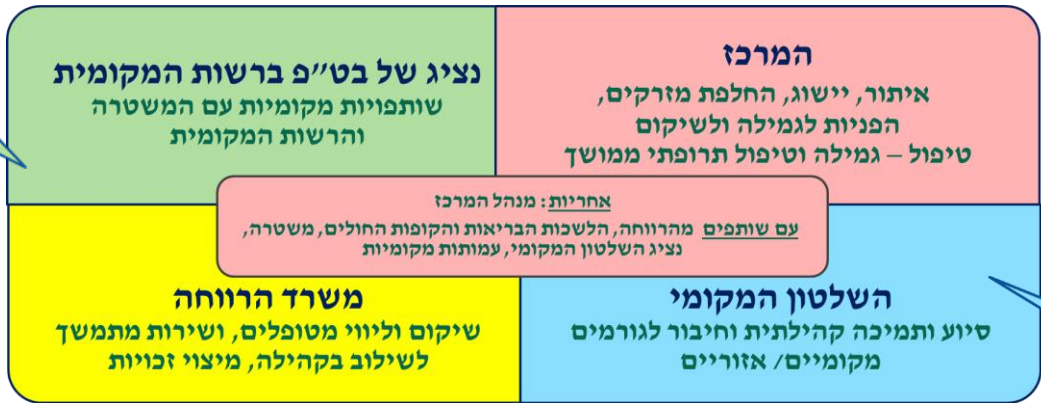 המרכז
איתור, יישוג, החלפת מזרקים,
הפניות לגמילה ולשיקום
טיפול – גמילה וטיפול תרופתי ממושך
נציג של בט״פ ברשות המקומית
שותפויות מקומיות עם המשטרה
והרשות המקומית
אחריות: מנהל המרכז
עם שותפים מהרווחה, הלשכות הבריאות והקופות החולים, משטרה,
נציג השלטון המקומי, עמותות מקומיות
השלטון המקומי
סיוע ותמיכה קהילתית וחיבור לגורמים
מקומיים/ אזוריים
משרד הרווחה
שיקום וליווי מטופלים, ושירות מתמשך
לשילוב בקהילה, מיצוי זכויות